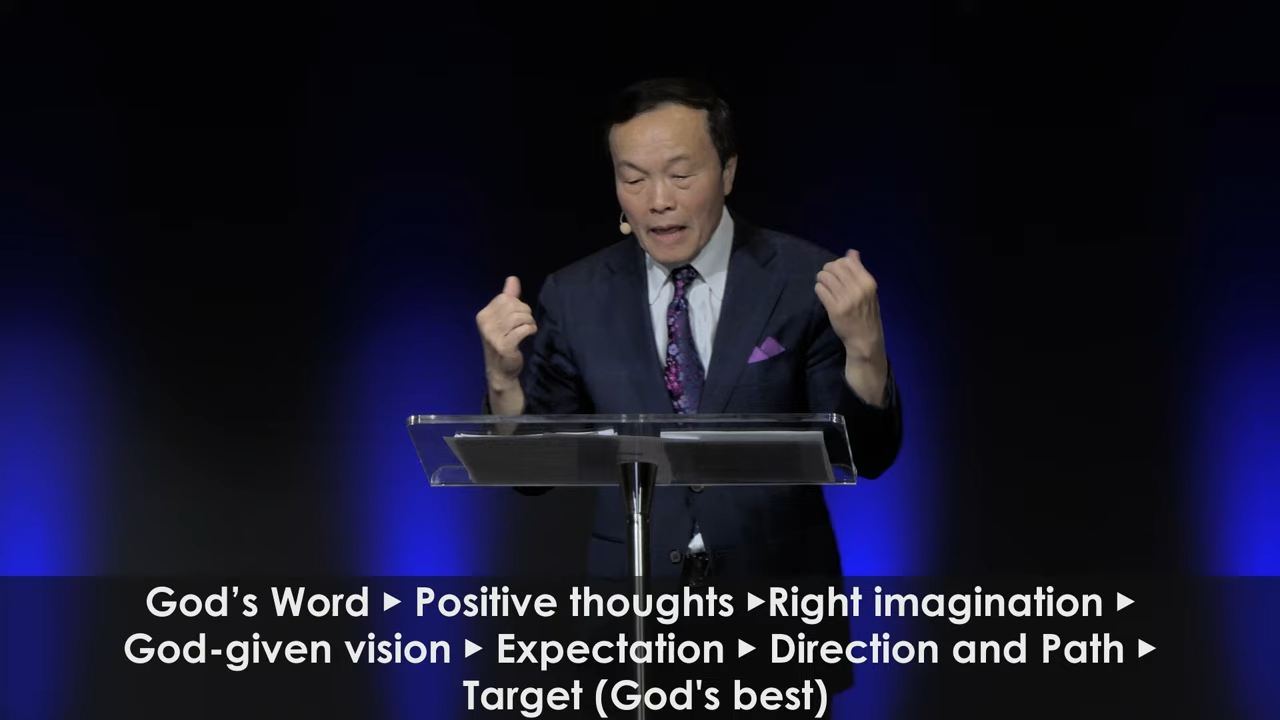 God’s Word ▸ Positive thoughts ▸Right imagination ▸
God-given vision ▸ Expectation ▸ Direction and Path ▸
Target (God's best)